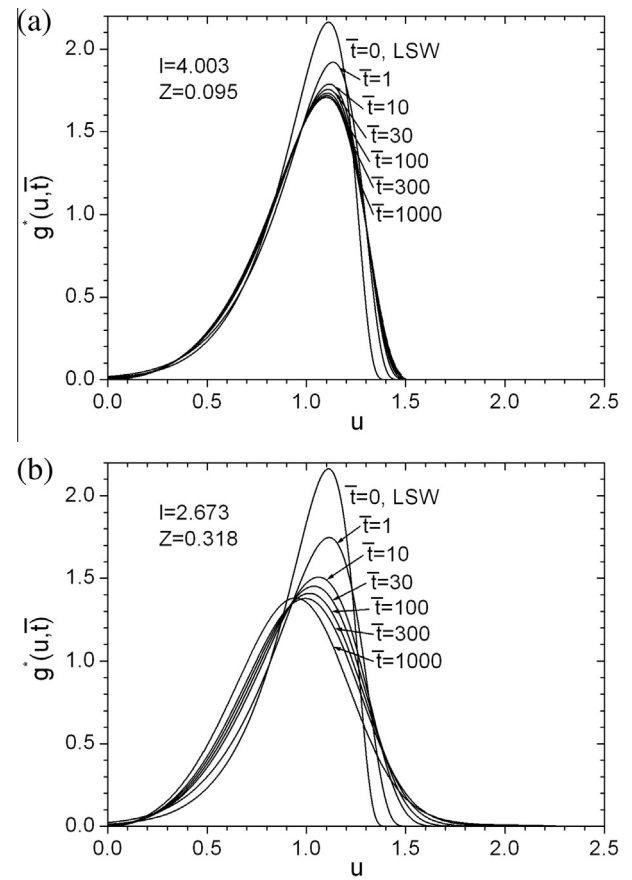 (a)
I=4.003
Z=0.095
t̅=0, LSW
t̅=1
t̅=10
t̅=30
t̅=100
t̅=300
t̅=1000
g*(u,t̅)
2.0
1.5
1.0
0.5
0.0
0.0 0.5 1.0 1.5 2.0 2.5
u
(b)
I=2.673
Z=0.318
t̅=0, LSW
t̅=1
t̅=10
t̅=30
t̅=100
t̅=300
t̅=1000
g*(u,t̅)
2.0
1.5
1.0
0.5
0.0
0.0 0.5 1.0 1.5 2.0 2.5
u